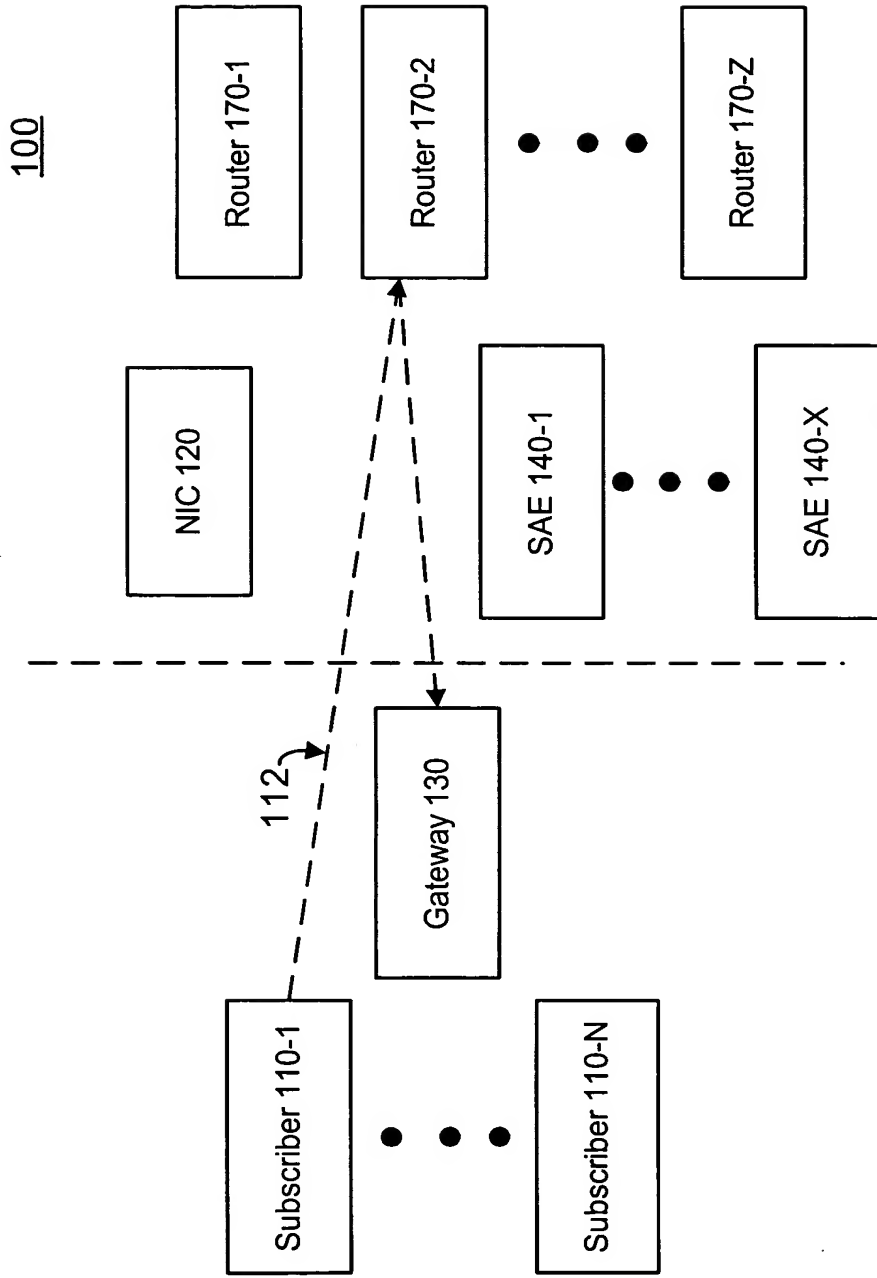 100
Router 170-1
Router 170-2
Router 170-Z
NIC 120
SAE 140-1
SAE 140-X
112
Gateway 130
Subscriber 110-1
Subscriber 110-N